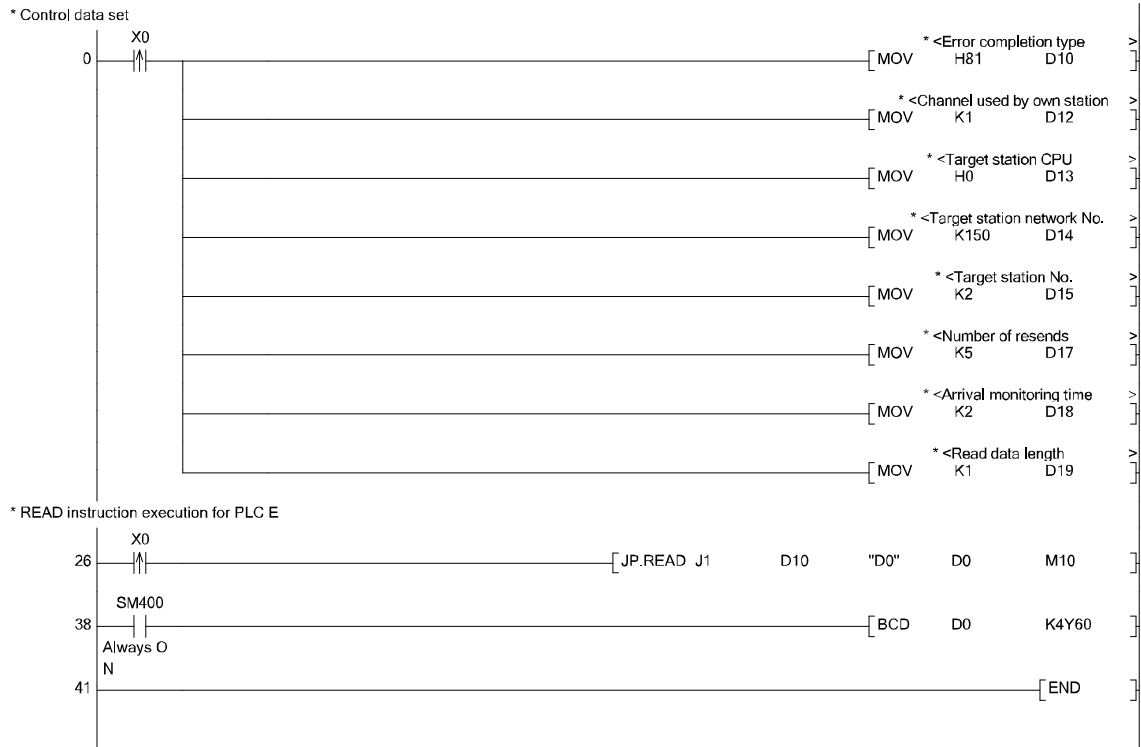 * Control data set
X0
* <Error completion type >
0 MOV H81 D10
* <Channel used by own station >
MOV K1 D12
* <Target station CPU >
MOV H0 D13
* <Target station network No. >
MOV K150 D14
* <Target station No. >
MOV K2 D15
* <Number of resends >
MOV K5 D17
* <Arrival monitoring time >
MOV K2 D18
* <Read data length >
MOV K1 D19
* READ instruction execution for PLC E
X0
26 JP.READ J1 D10 "D0" D0 M10
SM400
38 BCD D0 K4Y60
Always O
N
41 END